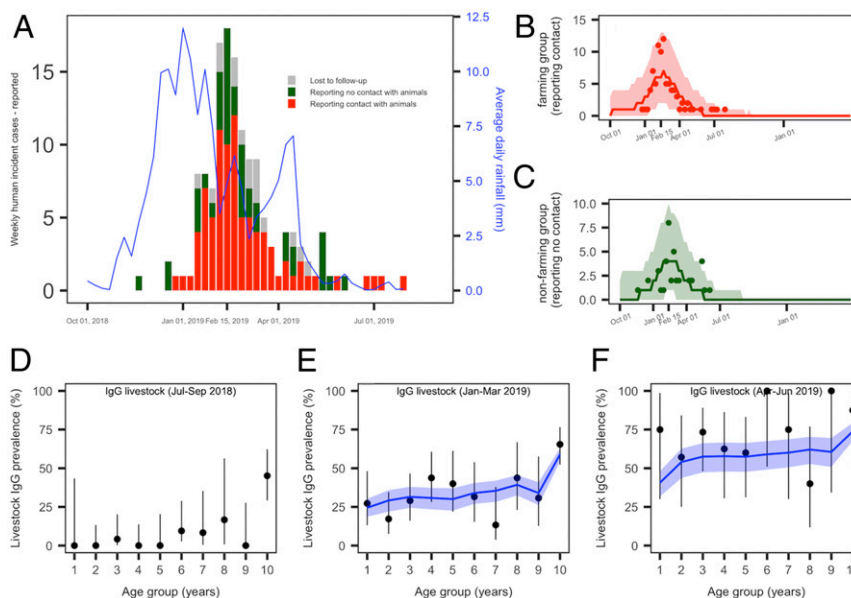 A
Weekly human incident cases - reported
15
10
5
0
Lost to follow-up
Reporting no contact with animals
Reporting contact with animals
12.5
10.0
7.5
5.0
2.5
0.0
Average daily rainfall (mm)
Oct 01, 2018
Jan 01, 2019
Feb 15, 2019
Apr 01, 2019
Jul 01, 2019
B
farming group
(reporting contact)
15
10
5
0
Oct 01
Jan 01
Feb 15
Apr 01
Jul 01
Jan 01
C
non-farming group
(reporting no contact)
10.0
7.5
5.0
2.5
0.0
Oct 01
Jan 01
Feb 15
Apr 01
Jul 01
Jan 01
D
IgG livestock (Jul-Sep 2018)
Livestock IgG prevalence (%)
100
75
50
25
0
1 2 3 4 5 6 7 8 9 10
Age group (years)
E
IgG livestock (Jan-Mar 2019)
Livestock IgG prevalence (%)
100
75
50
25
0
1 2 3 4 5 6 7 8 9 10
Age group (years)
F
IgG livestock (Apr-Jun 2019)
Livestock IgG prevalence (%)
100
75
50
25
0
1 2 3 4 5 6 7 8 9 1
Age group (years)